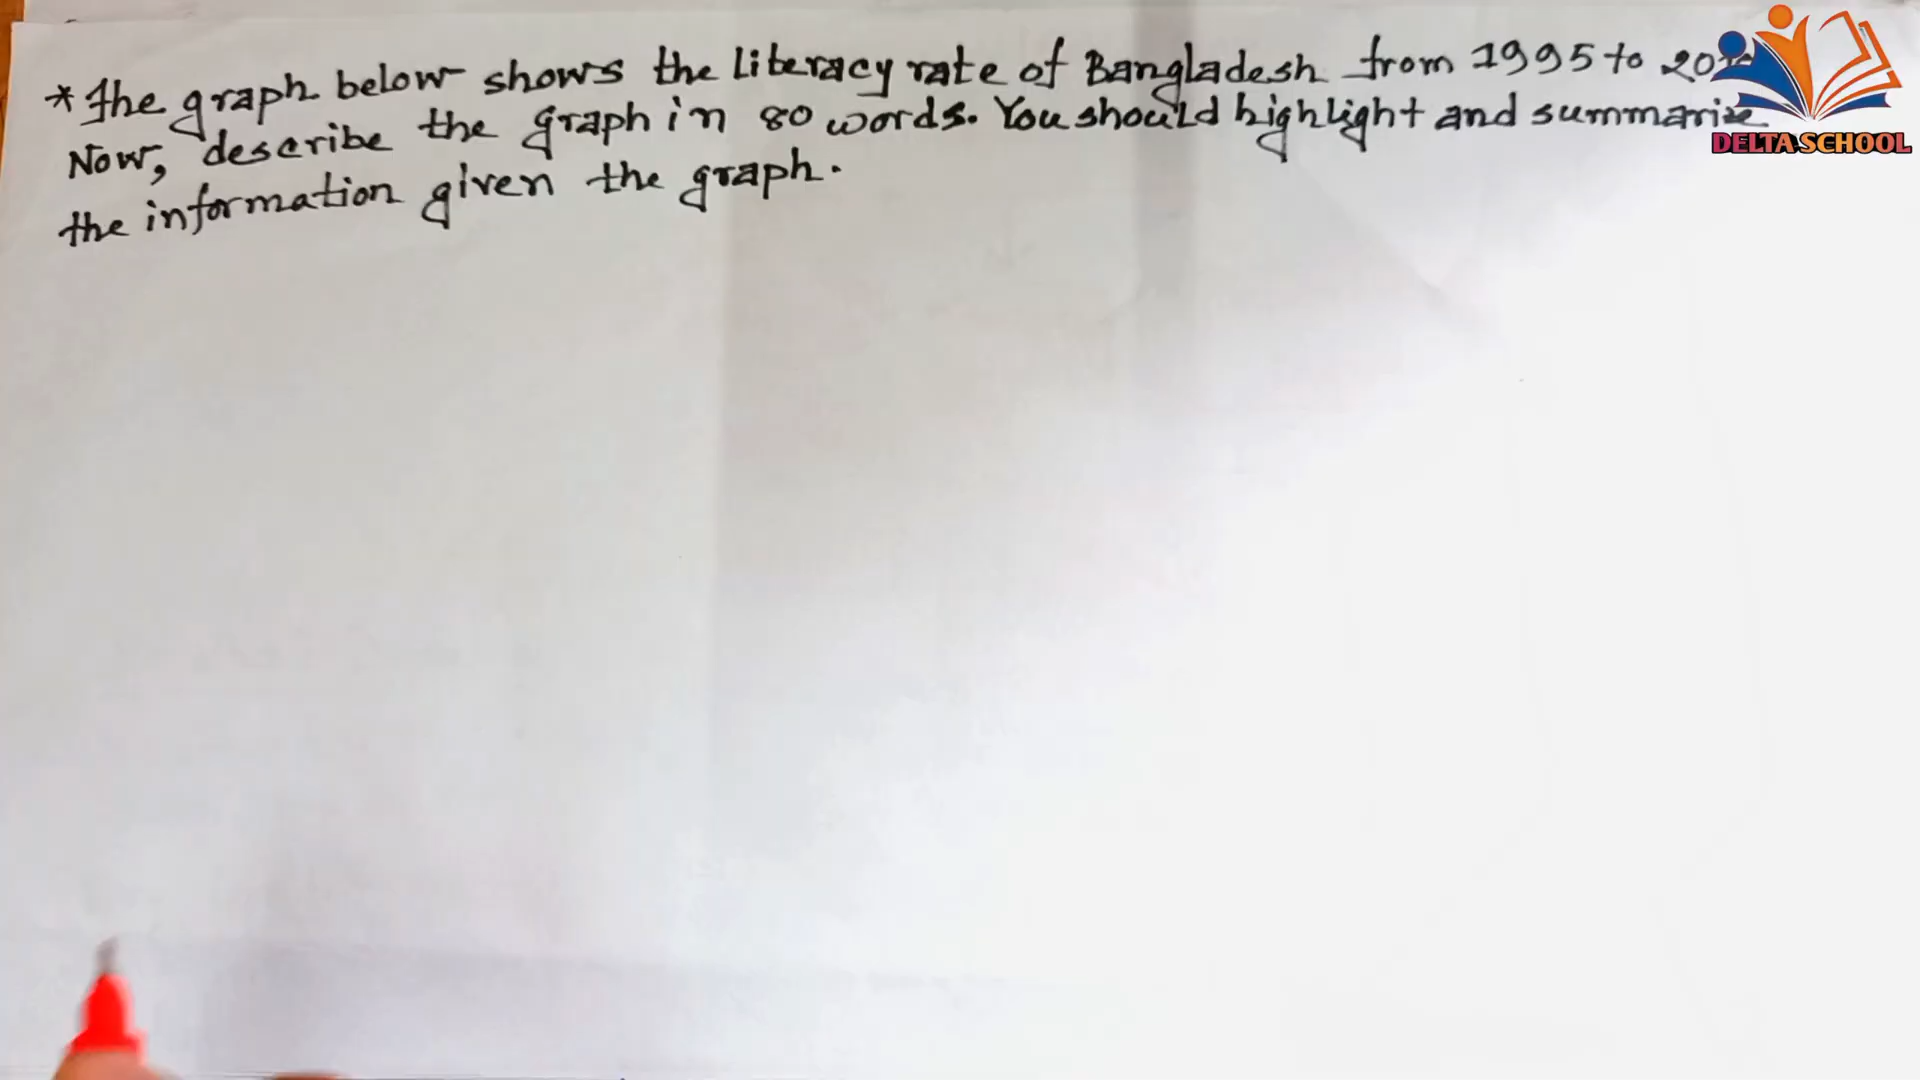 * The graph below shows the literacy rate of Bangladesh from 1995 to
Now, describe the graph in 80 words. You should highlight and summarize
the information given the graph.
DELTA SCHOOL